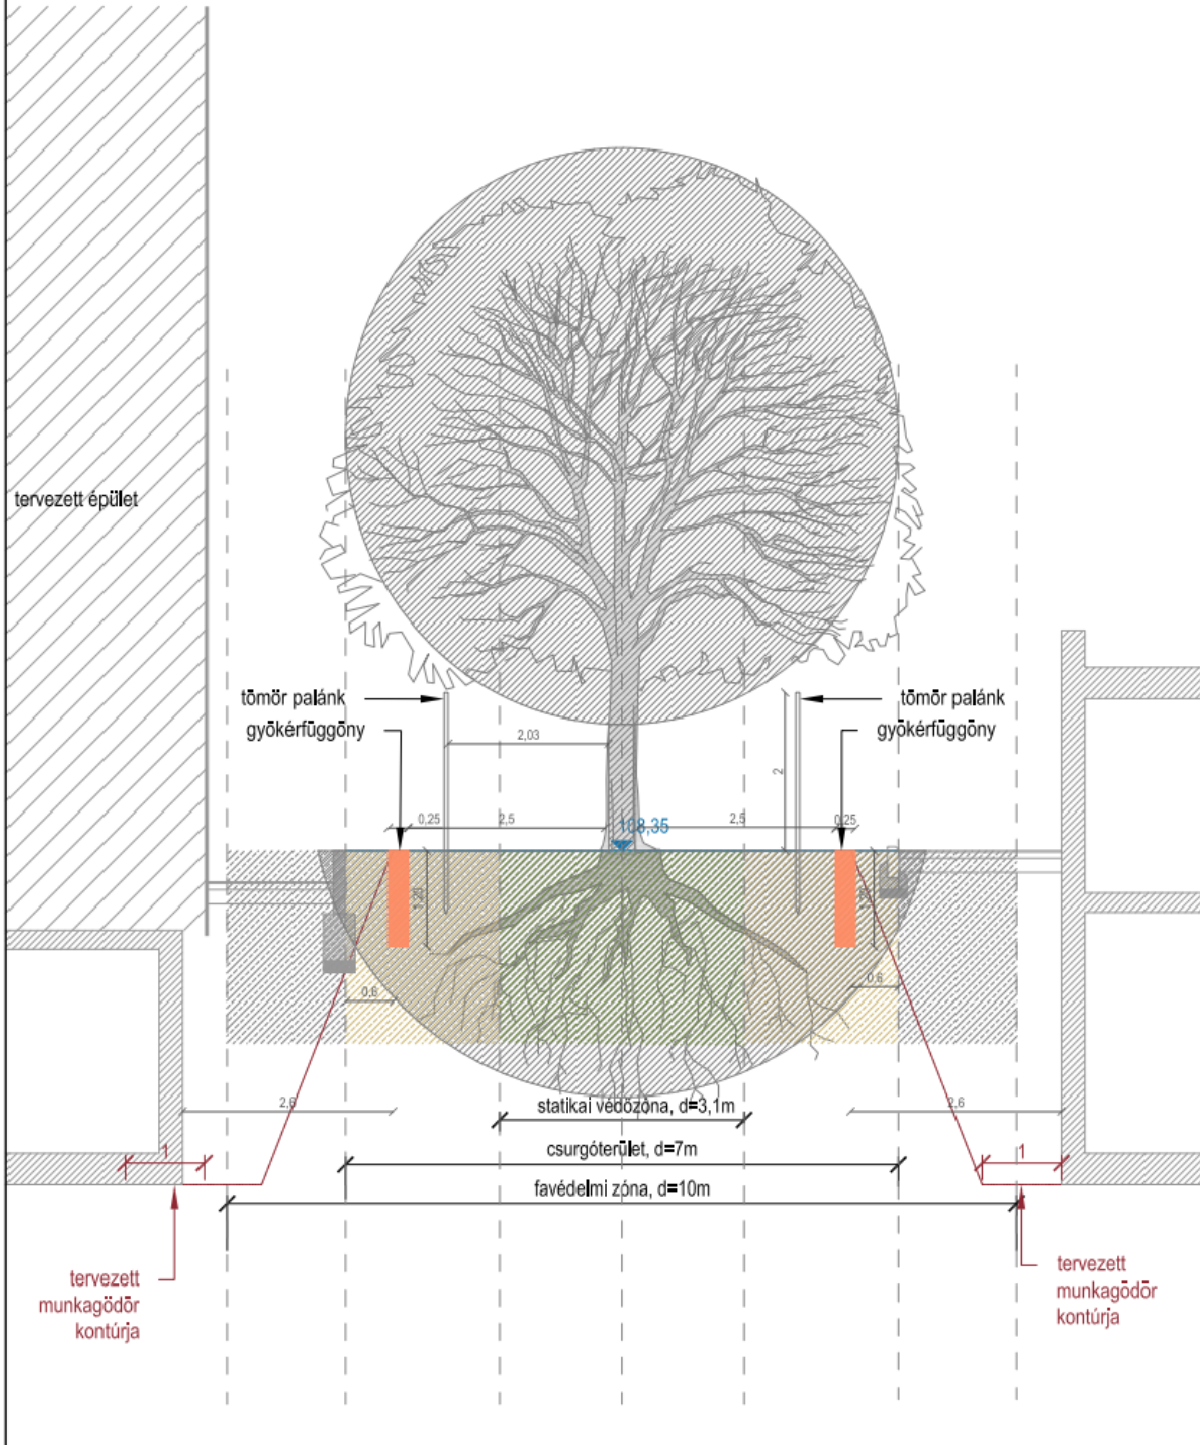 tervezett épület
tömör palánk
tömör palánk
gyökérfüggöny
gyökérfüggöny
2,03
2
0,25
2,5
108,35
2,5
0,25
1,20
0,6
0,6
2,6
2,6
statikai védőzóna, d=3,1m
1
csurgóterület, d=7m
1
favédelmi zóna, d=10m
tervezett
munkagödör
kontúrja
tervezett
munkagödör
kontúrja